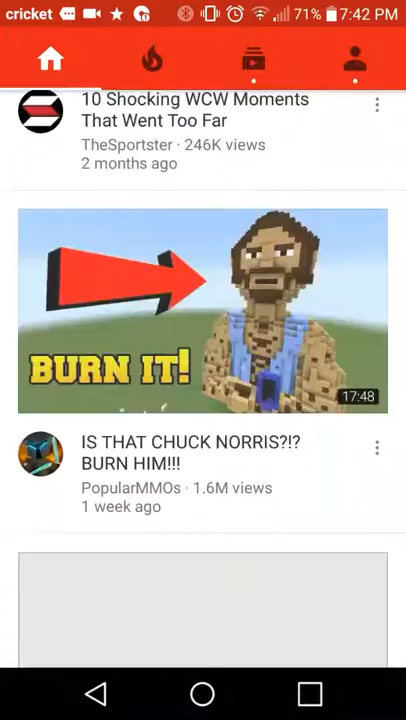 cricket 71% 7:42 PM
10 Shocking WCW Moments
That Went Too Far
TheSportster · 246K views
2 months ago
BURN IT!
17:48
IS THAT CHUCK NORRIS?!?
BURN HIM!!!
PopularMMOs · 1.6M views
1 week ago